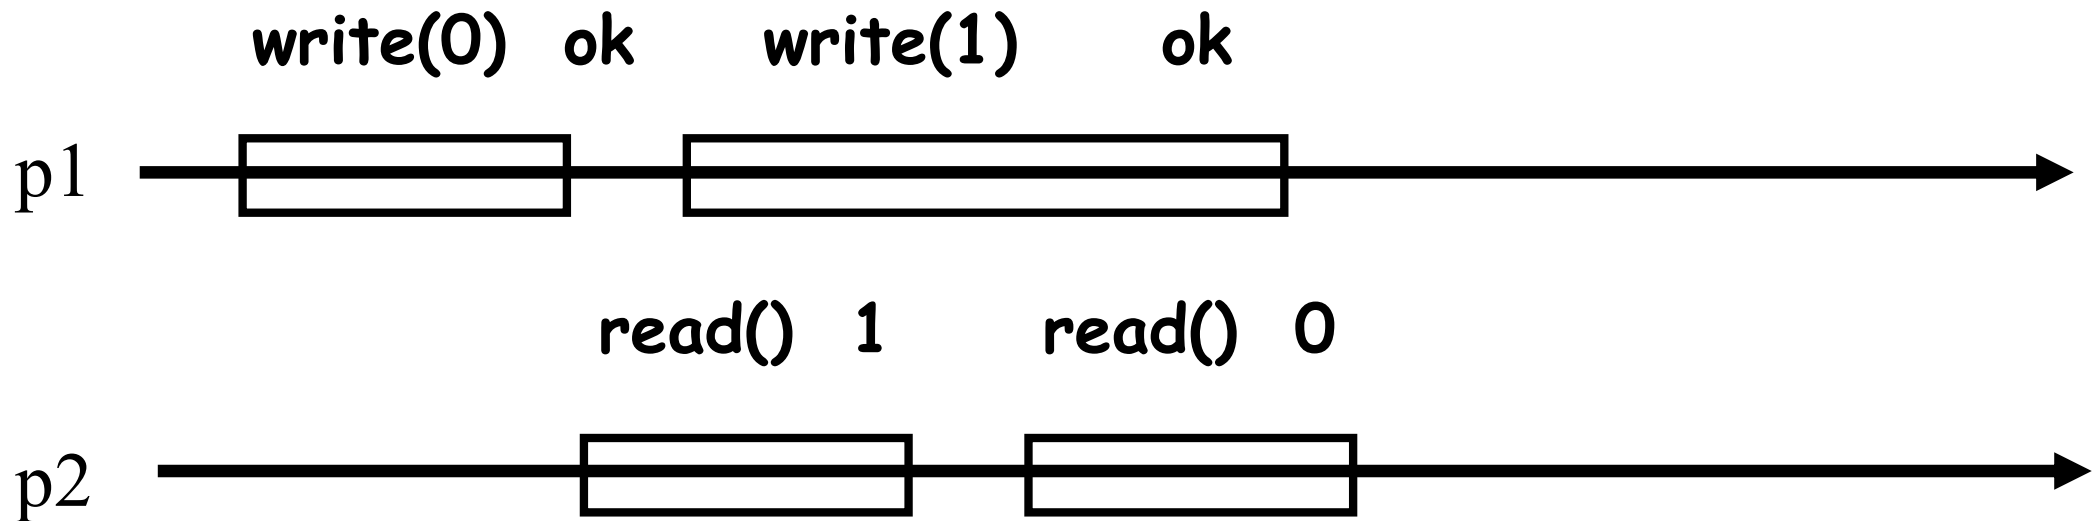 write(0) ok write(1) ok
p1
read() 1 read() 0
p2